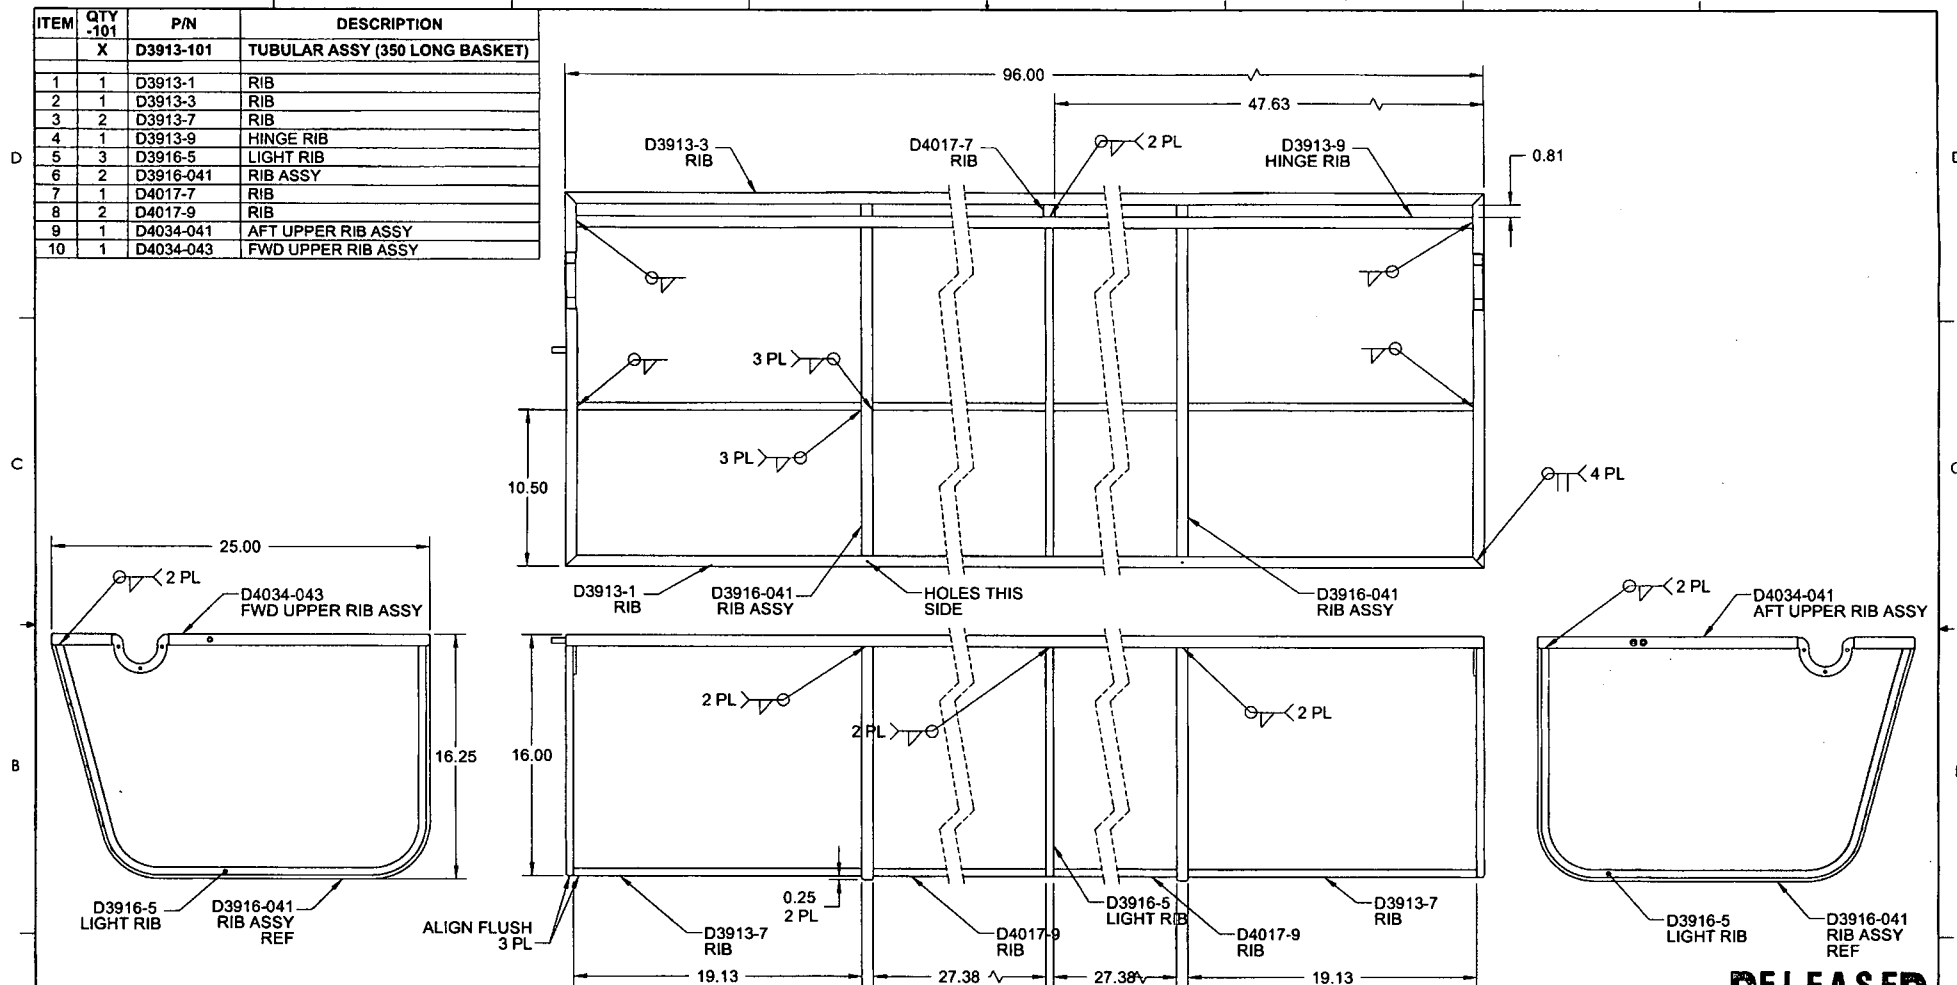 ITEM QTY -101 P/N DESCRIPTION
X D3913-101 TUBULAR ASSY (350 LONG BASKET)
1 1 D3913-1 RIB
2 1 D3913-3 RIB
3 2 D3913-7 RIB
4 1 D3913-9 HINGE RIB
5 3 D3916-5 LIGHT RIB
6 2 D3916-041 RIB ASSY
7 1 D4017-7 RIB
8 2 D4017-9 RIB
9 1 D4034-041 AFT UPPER RIB ASSY
10 1 D4034-043 FWD UPPER RIB ASSY
96.00
47.63
D3913-3
RIB
D4017-7
RIB
2 PL
D3913-9
HINGE RIB
0.81
D
3 PL
3 PL
10.50
4 PL
C
D3913-1
RIB
D3916-041
RIB ASSY
HOLES THIS
SIDE
D3916-041
RIB ASSY
25.00
2 PL
D4034-043
FWD UPPER RIB ASSY
16.25
D3916-5
LIGHT RIB
D3916-041
RIB ASSY
REF
B
16.00
2 PL
2 PL
2 PL
0.25
2 PL
ALIGN FLUSH
3 PL
D3913-7
RIB
D4017-9
RIB
D3916-5
LIGHT RIB
D4017-9
RIB
D3913-7
RIB
19.13
27.38
27.38
19.13
2 PL
D4034-041
AFT UPPER RIB ASSY
D3916-5
LIGHT RIB
D3916-041
RIB ASSY
REF
RELEASED